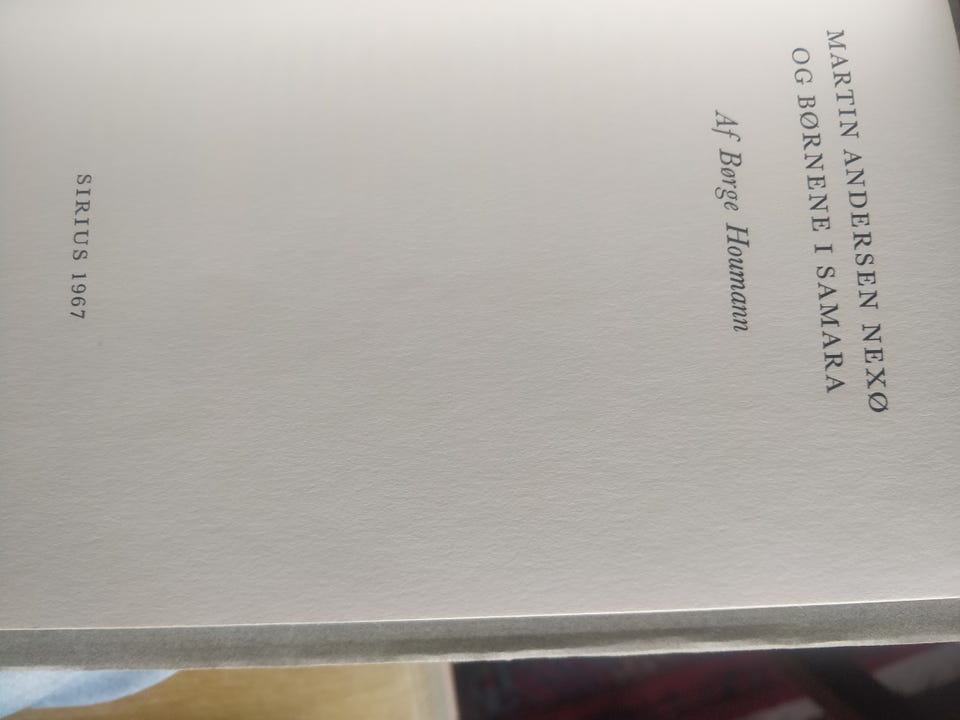 MARTIN ANDERSEN NEXØ
OG BØRNENE I SAMARA
Af Børge Houmann
SIRIUS 1967